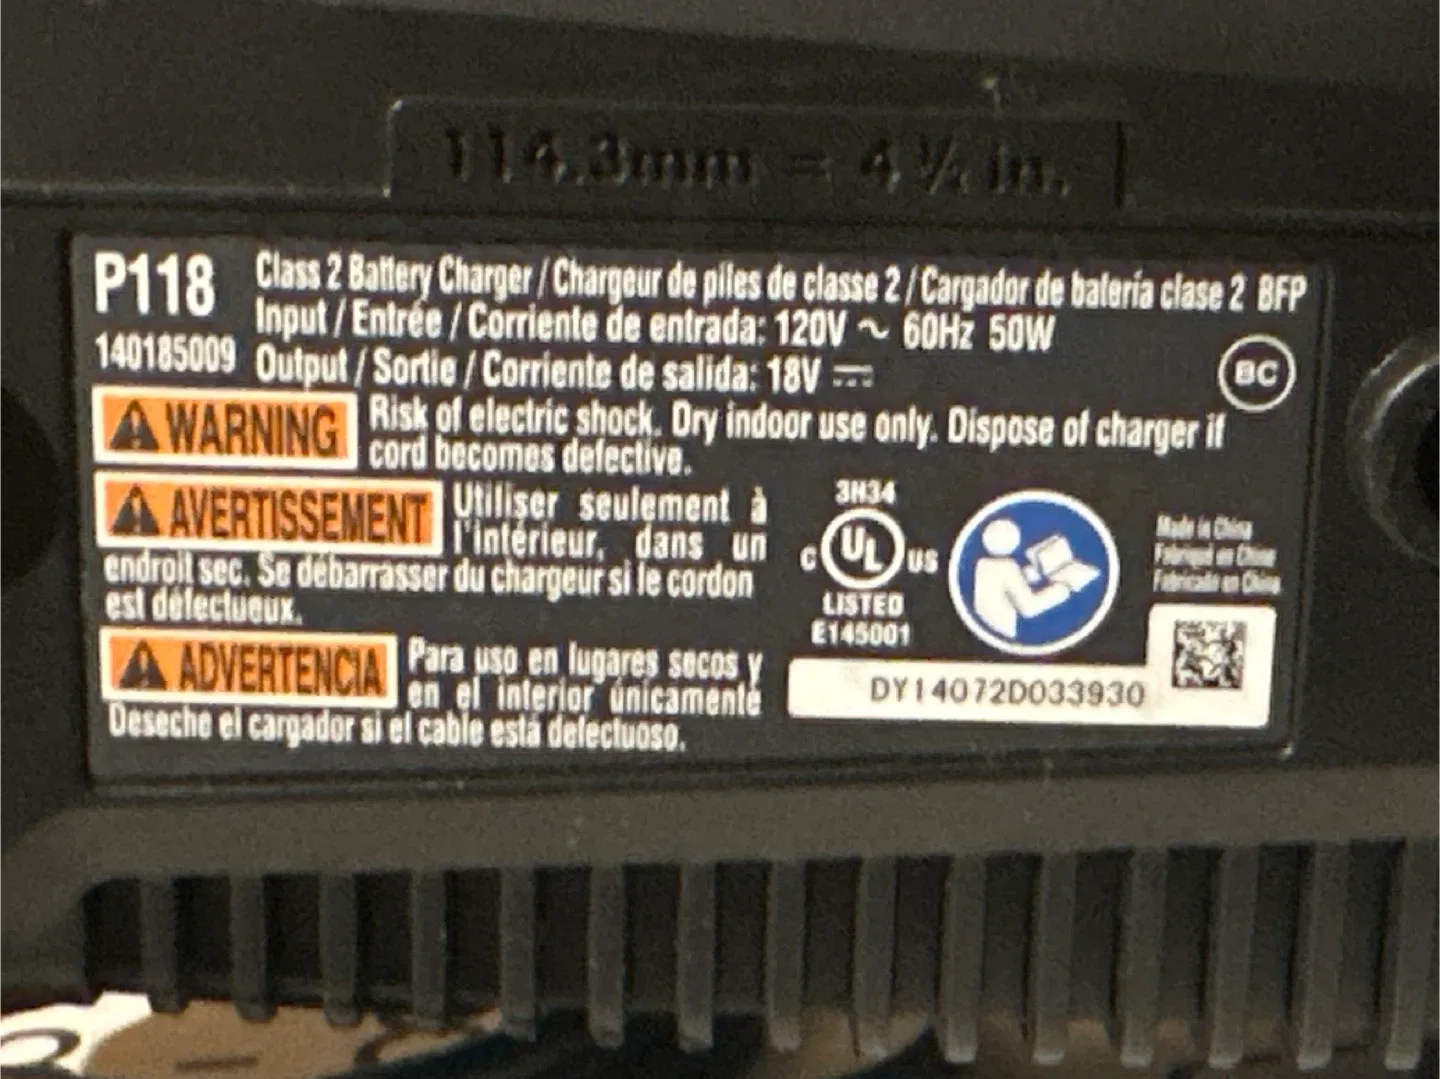 114.3mm = 4 ½ in.
P118 Class 2 Battery Charger / Chargeur de piles de classe 2 / Cargador de batería clase 2 BFP
Input / Entrée / Corriente de entrada: 120V ~ 60Hz 50W
140185009 Output / Sortie / Corriente de salida: 18V ⎓
BC
WARNING Risk of electric shock. Dry indoor use only. Dispose of charger if
cord becomes defective.
AVERTISSEMENT Utiliser seulement à
l'intérieur, dans un
endroit sec. Se débarrasser du chargeur si le cordon
est défectueux.
ADVERTENCIA Para uso en lugares secos y
en el interior únicamente
Deseche el cargador si el cable está defectuoso.
3H34
C UL US
LISTED
E145001
Made in China
Fabriqué en Chine
Fabricado en China
DY14072D033930